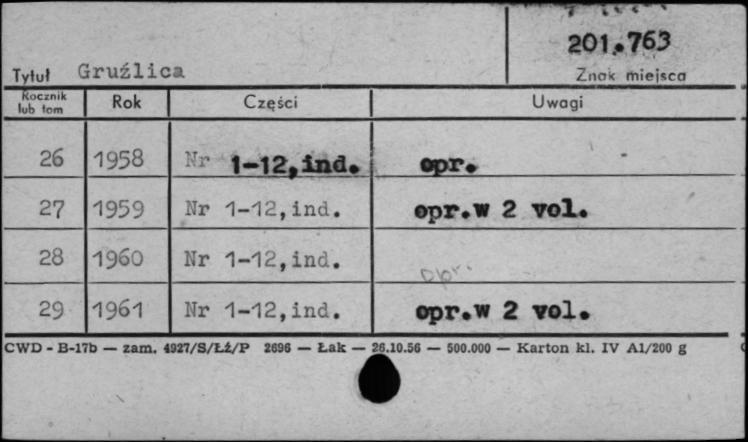 201.763
Tytuł Gruźlica Znak miejsca
Rocznik lub tom Rok Części Uwagi
26 1958 Nr 1-12,ind. opr.
27 1959 Nr 1-12,ind. opr.w 2 vol.
28 1960 Nr 1-12,ind. opr.
29 1961 Nr 1-12,ind. opr.w 2 vol.
CWD - B-17b — zam. 4927/S/Łź/P 2696 — Łak — 26.10.56 — 500.000 — Karton kl. IV A1/200 g